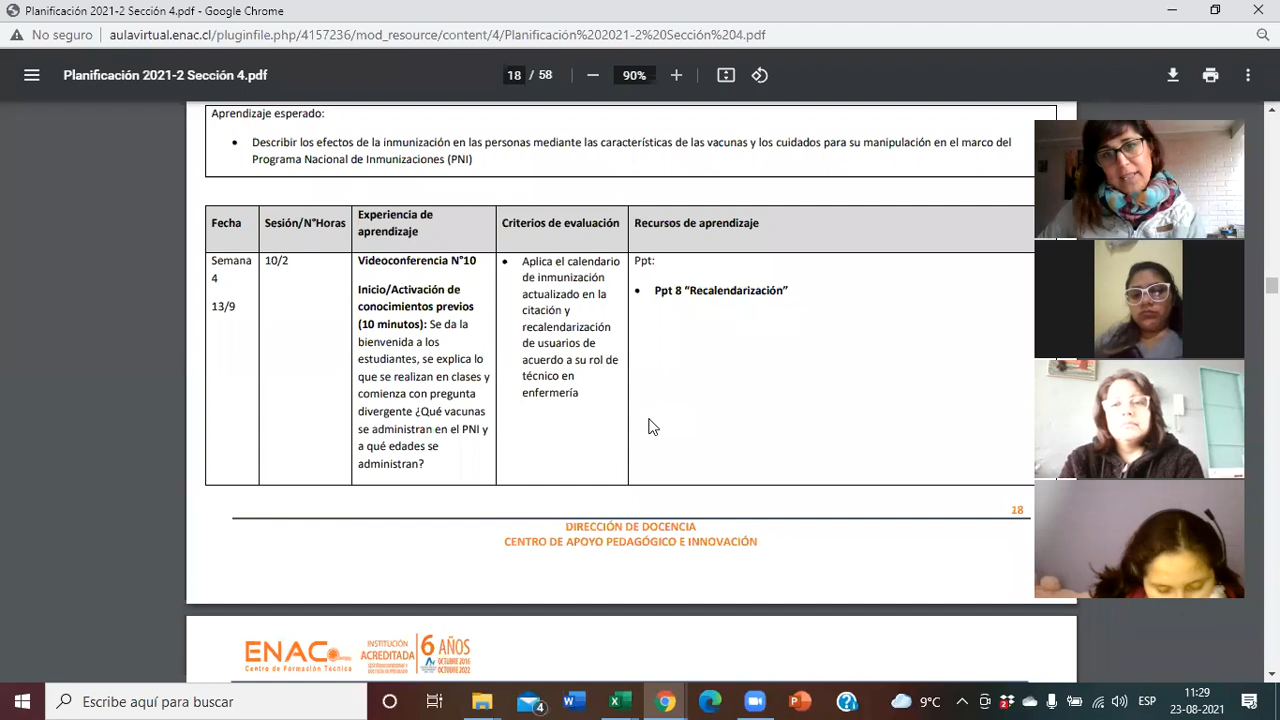 Planificación 2021-2 Sección 4.pdf - Google Chrome
No seguro
aulavirtual.enac.cl/pluginfile.php/4157236/mod_resource/content/4/Planificación%202021-2%20Sección%204.pdf
Planificación 2021-2 Sección 4.pdf
18 / 58
90%
Aprendizaje esperado:
• Describir los efectos de la inmunización en las personas mediante las características de las vacunas y los cuidados para su manipulación en el marco del
Programa Nacional de Inmunizaciones (PNI)
Fecha
Sesión/N°Horas
Experiencia de
aprendizaje
Criterios de evaluación
Recursos de aprendizaje
Semana
4
13/9
10/2
Videoconferencia N°10
Inicio/Activación de
conocimientos previos
(10 minutos): Se da la
bienvenida a los
estudiantes, se explica lo
que se realizan en clases y
comienza con pregunta
divergente ¿Qué vacunas
se administran en el PNI y
a qué edades se
administran?
• Aplica el calendario
de inmunización
actualizado en la
citación y
recalendarización
de usuarios de
acuerdo a su rol de
técnico en
enfermería
Ppt:
• Ppt 8 “Recalendarización”
18
DIRECCIÓN DE DOCENCIA
CENTRO DE APOYO PEDAGÓGICO E INNOVACIÓN
ENAC
Centro de Formación Técnico
INSTITUCIÓN
ACREDITADA
6 AÑOS
OCTUBRE 2016
OCTUBRE 2022
Escribe aquí para buscar
4
9°C
2
ESP
11:29
23-08-2021